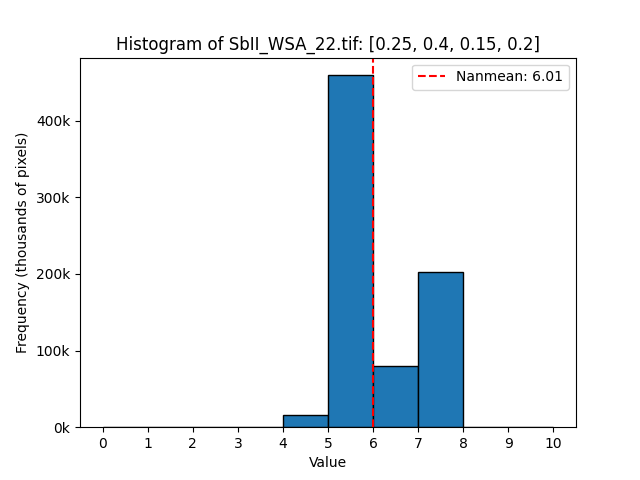 Histogram of SbII_WSA_22.tif: [0.25, 0.4, 0.15, 0.2]
Nanmean: 6.01
Frequency (thousands of pixels)
400k
300k
200k
100k
0k
0 1 2 3 4 5 6 7 8 9 10
Value